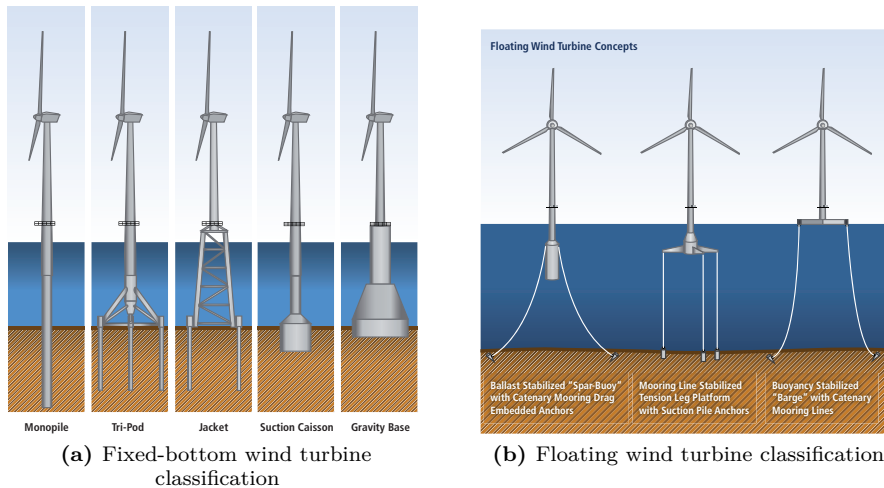 Monopile
Tri-Pod
Jacket
Suction Caisson
Gravity Base
(a) Fixed-bottom wind turbine
classification
Floating Wind Turbine Concepts
Ballast Stabilized "Spar-Buoy"
with Catenary Mooring Drag
Embedded Anchors
Mooring Line Stabilized
Tension Leg Platform
with Suction Pile Anchors
Buoyancy Stabilized
"Barge" with Catenary
Mooring Lines
(b) Floating wind turbine classification